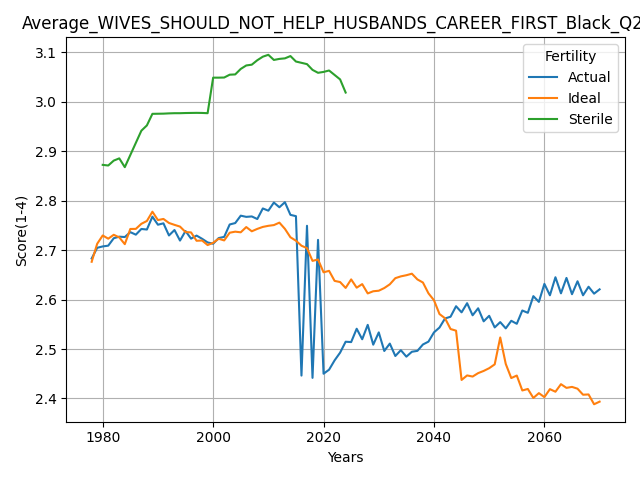 Average_WIVES_SHOULD_NOT_HELP_HUSBANDS_CAREER_FIRST_Black_Q2
Score(1-4)
3.1
3.0
2.9
2.8
2.7
2.6
2.5
2.4
Fertility
Actual
Ideal
Sterile
1980 2000 2020 2040 2060
Years